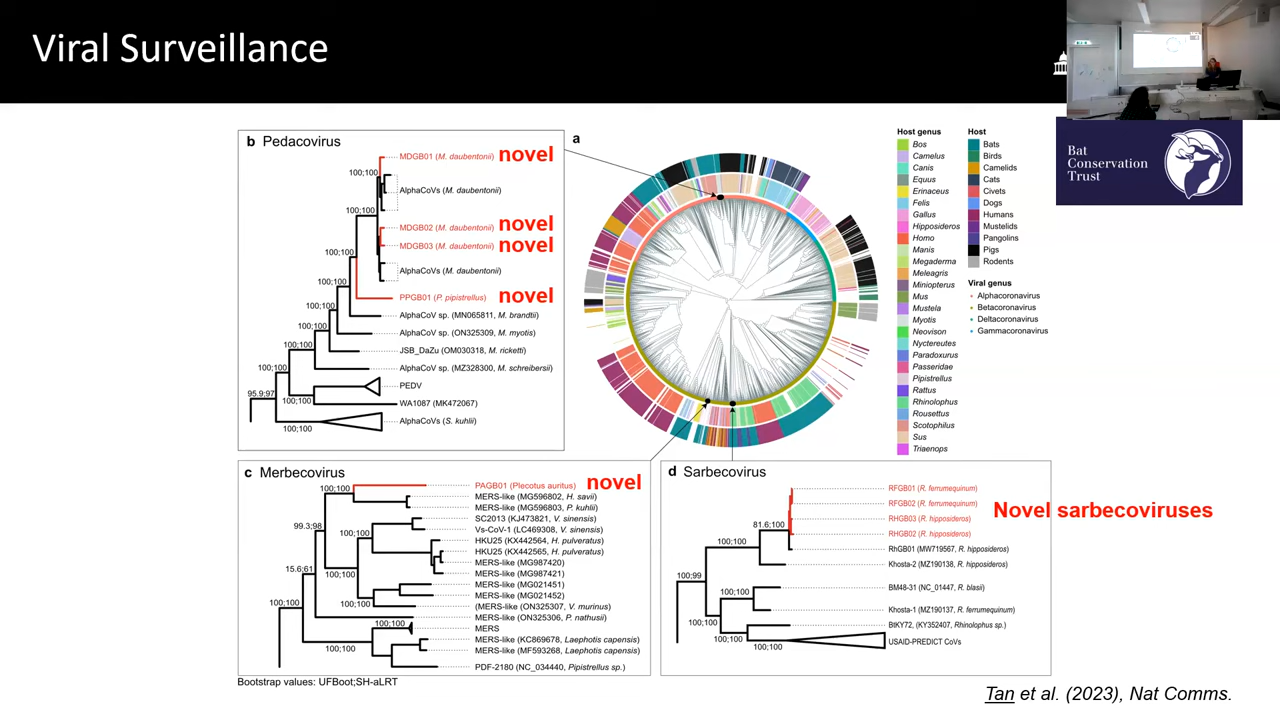 Viral Surveillance
Bat
Conservation
Trust
b Pedacovirus
MDGB01 (M. daubentonii) novel
100;100
AlphaCoVs (M. daubentonii)
100;100
MDGB02 (M. daubentonii) novel
MDGB03 (M. daubentonii) novel
100;100
AlphaCoVs (M. daubentonii)
100;100
PPGB01 (P. pipistrellus) novel
100;100
AlphaCoV sp. (MN065811, M. brandtii)
100;100
AlphaCoV sp. (ON325309, M. myotis)
100;100
JSB_DaZu (OM030318, M. ricketti)
100;100
AlphaCoV sp. (MZ328300, M. schreibersii)
PEDV
95.9;97
100;100
WA1087 (MK472067)
AlphaCoVs (S. kuhlii)
100;100
a
Host genus
Bos
Camelus
Canis
Equus
Erinaceus
Felis
Gallus
Hipposideros
Homo
Manis
Megaderma
Meleagris
Miniopterus
Mus
Mustela
Myotis
Neovison
Nyctereutes
Paradoxurus
Passeridae
Pipistrellus
Rattus
Rhinolophus
Rousettus
Scotophilus
Sus
Triaenops
Host
Bats
Birds
Camelids
Cats
Civets
Dogs
Humans
Mustelids
Pangolins
Pigs
Rodents
Viral genus
Alphacoronavirus
Betacoronavirus
Deltacoronavirus
Gammacoronavirus
c Merbecovirus
PAGB01 (Plecotus auritus) novel
100;100
MERS-like (MG596802, H. savii)
MERS-like (MG596803, P. kuhlii)
SC2013 (KJ473821, V. sinensis)
99.3;98
Vs-CoV-1 (LC469308, V. sinensis)
100;100
HKU25 (KX442564, H. pulveratus)
HKU25 (KX442565, H. pulveratus)
MERS-like (MG987420)
15.6;61
100;100
MERS-like (MG987421)
MERS-like (MG021451)
MERS-like (MG021452)
100;100
100;100
(MERS-like (ON325307, V. murinus)
MERS-like (ON325306, P. nathusii)
100;100
MERS
MERS-like (KC869678, Laephotis capensis)
100;100
MERS-like (MF593268, Laephotis capensis)
PDF-2180 (NC_034440, Pipistrellus sp.)
d Sarbecovirus
RFGB01 (R. ferrumequinum)
RFGB02 (R. ferrumequinum)
Novel sarbecoviruses
RHGB03 (R. hipposideros)
81.6;100
RHGB02 (R. hipposideros)
100;100
RhGB01 (MW719567, R. hipposideros)
Khosta-2 (MZ190138, R. hipposideros)
100;99
BM48-31 (NC_01447, R. blasii)
100;100
Khosta-1 (MZ190137, R. ferrumequinum)
100;100
BtKY72, (KY352407, Rhinolophus sp.)
100;100
USAID-PREDICT CoVs
100;100
Bootstrap values: UFBoot;SH-aLRT
Tan et al. (2023), Nat Comms.